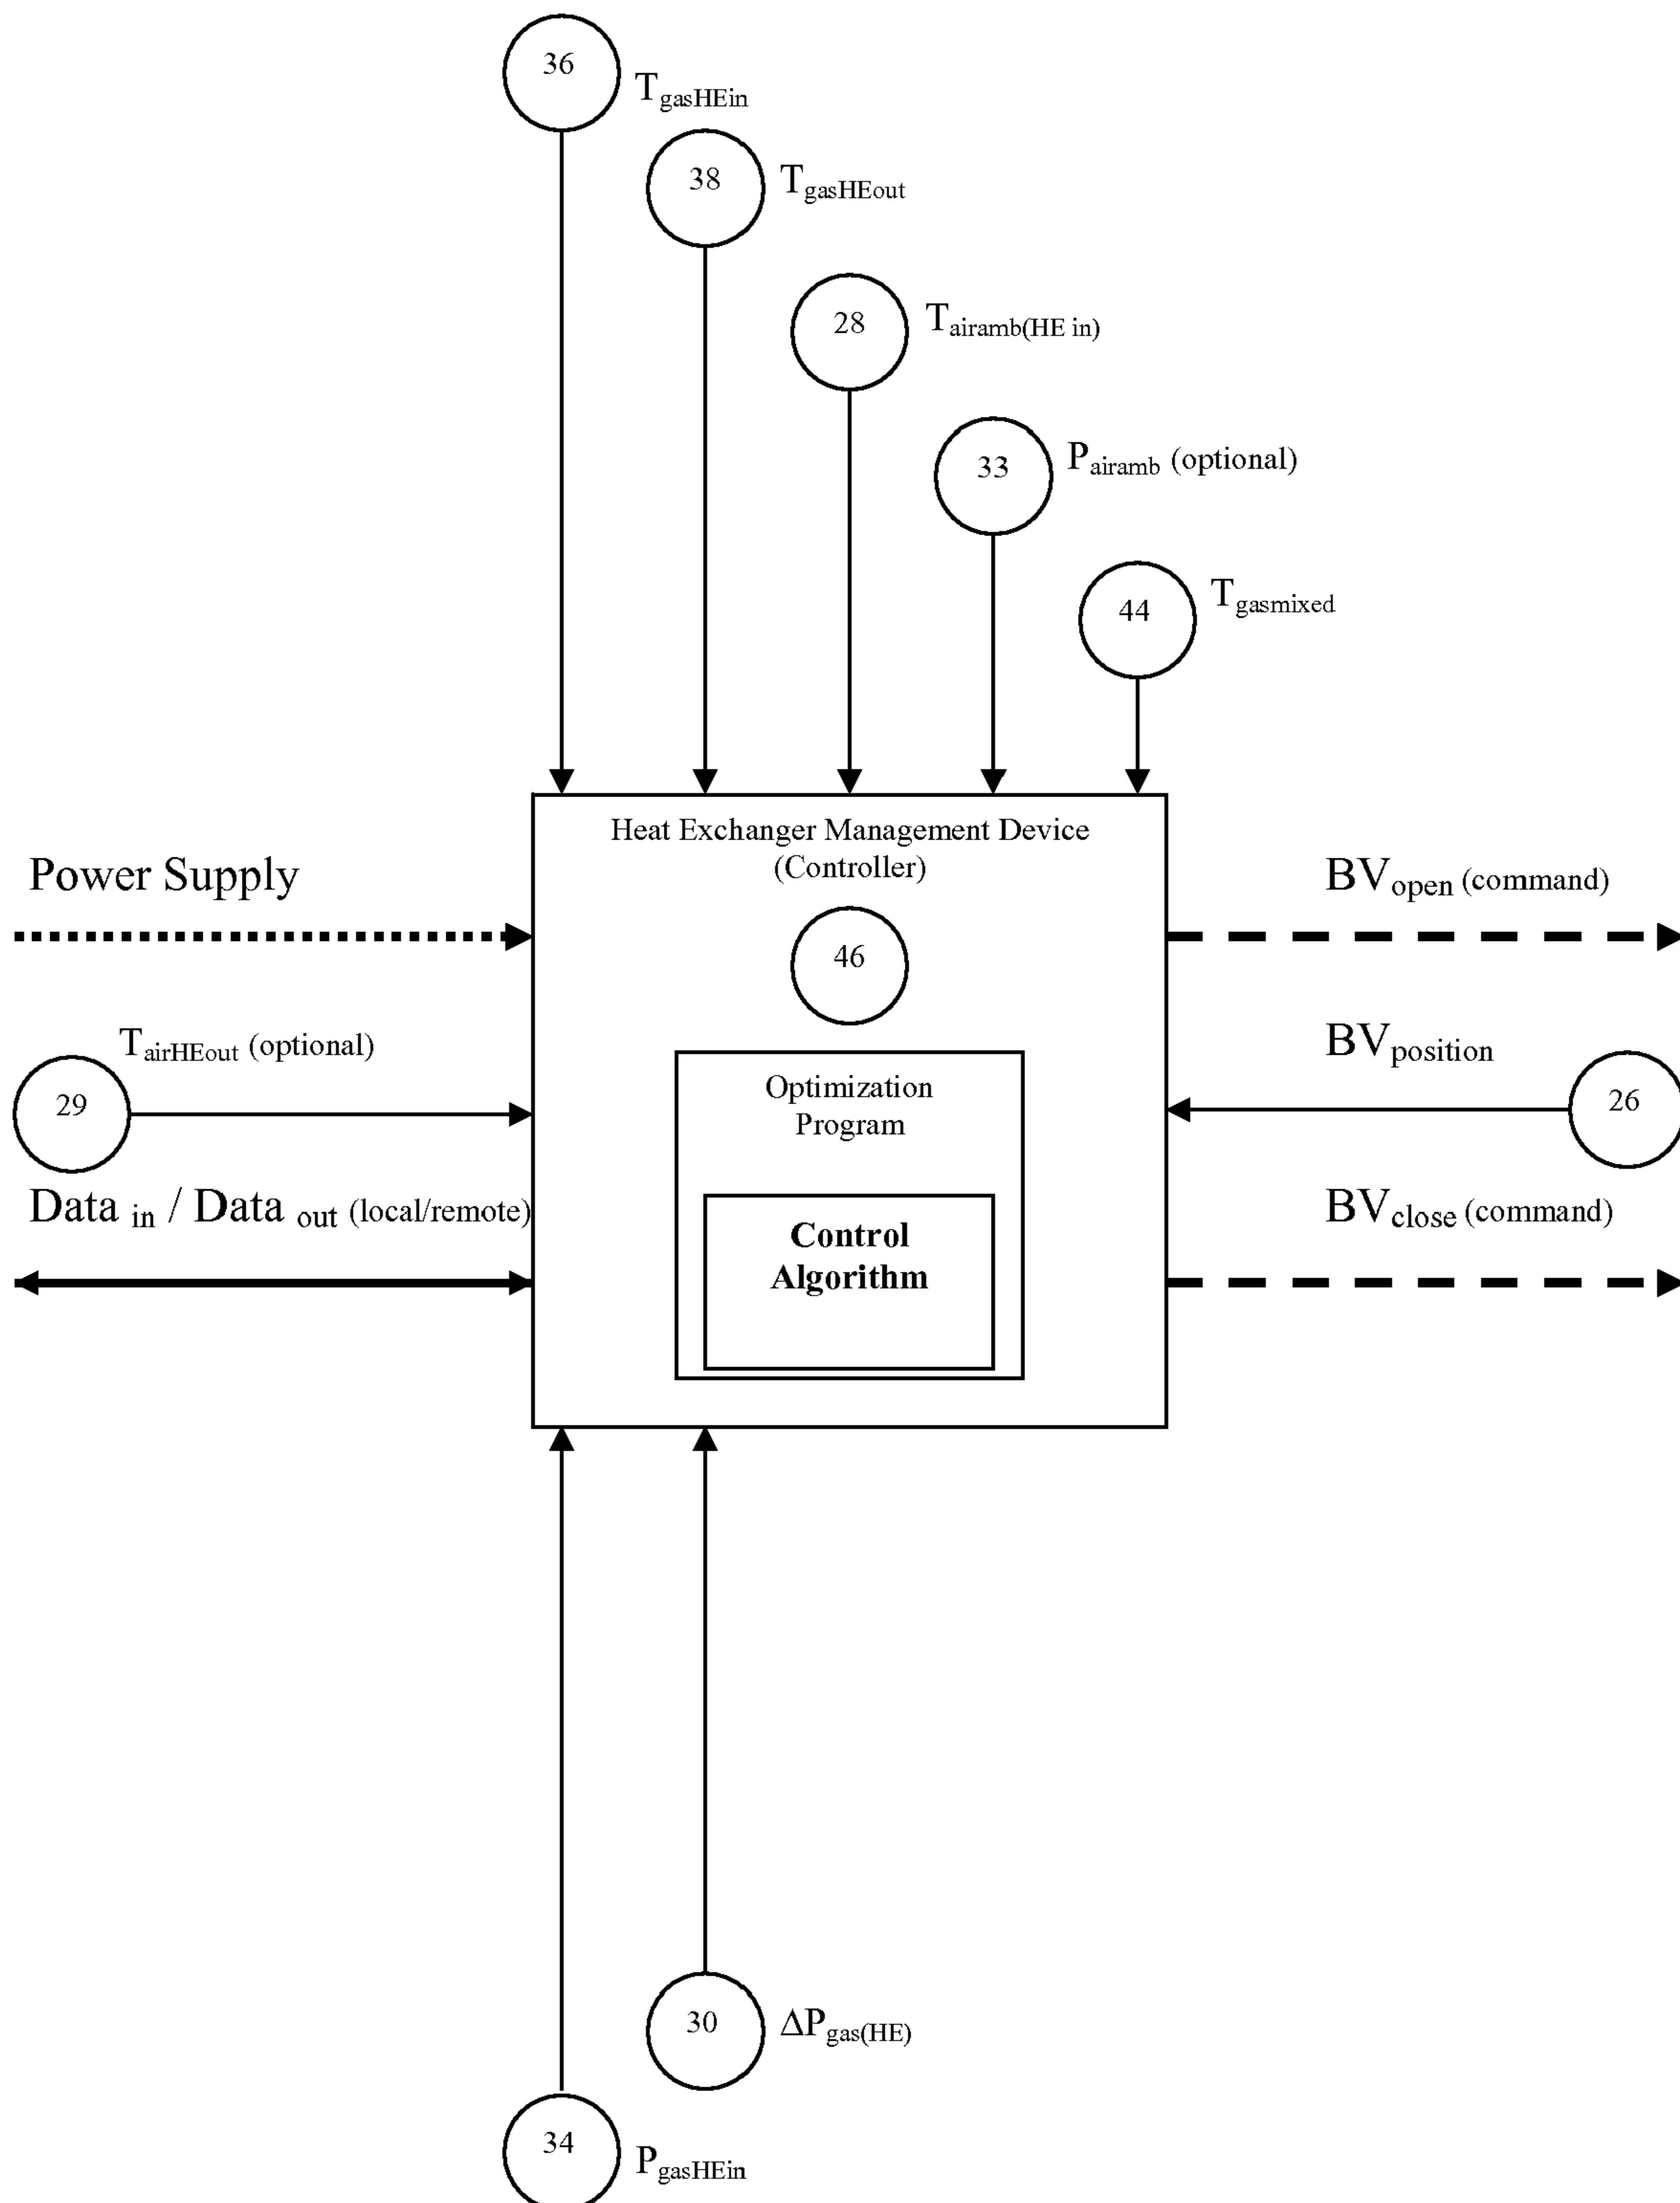 36
T gasHEin
38
T gasHEout
28
T airamb(HE in)
33
P airamb (optional)
44
T gasmixed
Heat Exchanger Management Device
(Controller)
46
Power Supply
BV open (command)
T airHEout (optional)
29
BV position
26
Optimization
Program
Data in / Data out (local/remote)
BV close (command)
Control
Algorithm
30
ΔP gas(HE)
34
P gasHEin